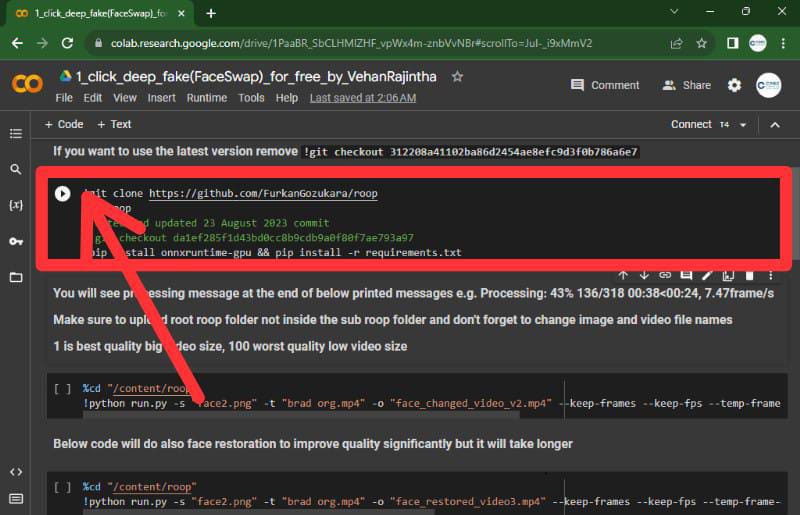 1_click_deep_fake(FaceSwap)_for
colab.research.google.com/drive/1PaaBR_SbCLHMIZHF_vpWx4m-znbVvNBr#scrollTo=JuI-_i9xMmV2
1_click_deep_fake(FaceSwap)_for_free_by_VehanRajintha
File Edit View Insert Runtime Tools Help Last saved at 2:06 AM
Comment Share
+ Code + Text Connect T4
If you want to use the latest version remove !git checkout 312208a41102ba86d2454ae8efc9d3f0b786a6e7
git clone https://github.com/FurkanGozukara/roop
oop
updated 23 August 2023 commit
git checkout da1ef285f1d43bd0cc8b9cdb9a0f80f7ae793a97
pip install onnxruntime-gpu && pip install -r requirements.txt
You will see processing message at the end of below printed messages e.g. Processing: 43% 136/318 00:38<00:24, 7.47frame/s
Make sure to upload root roop folder not inside the sub roop folder and don't forget to change image and video file names
1 is best quality big video size, 100 worst quality low video size
[ ] %cd "/content/roop
!python run.py -s "face2.png" -t "brad org.mp4" -o "face_changed_video_v2.mp4" --keep-frames --keep-fps --temp-frame
Below code will do also face restoration to improve quality significantly but it will take longer
[ ] %cd "/content/roop"
!python run.py -s "face2.png" -t "brad org.mp4" -o "face_restored_video3.mp4" --keep-frames --keep-fps --temp-frame-